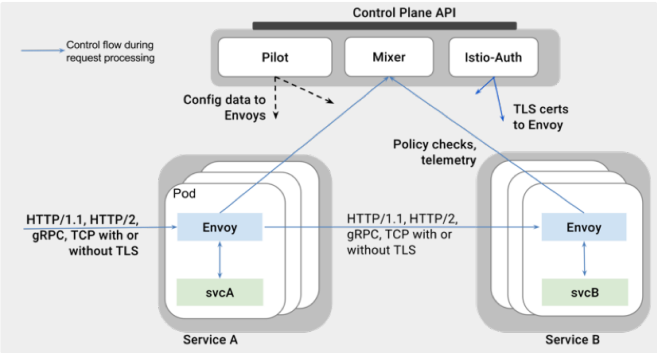 Control Plane API
Control flow during
request processing
Pilot
Mixer
Istio-Auth
Config data to
Envoys
TLS certs
to Envoy
Policy checks,
telemetry
Pod
HTTP/1.1, HTTP/2,
gRPC, TCP with or
without TLS
Envoy
HTTP/1.1, HTTP/2,
gRPC, TCP with or
without TLS
Envoy
svcA
svcB
Service A
Service B